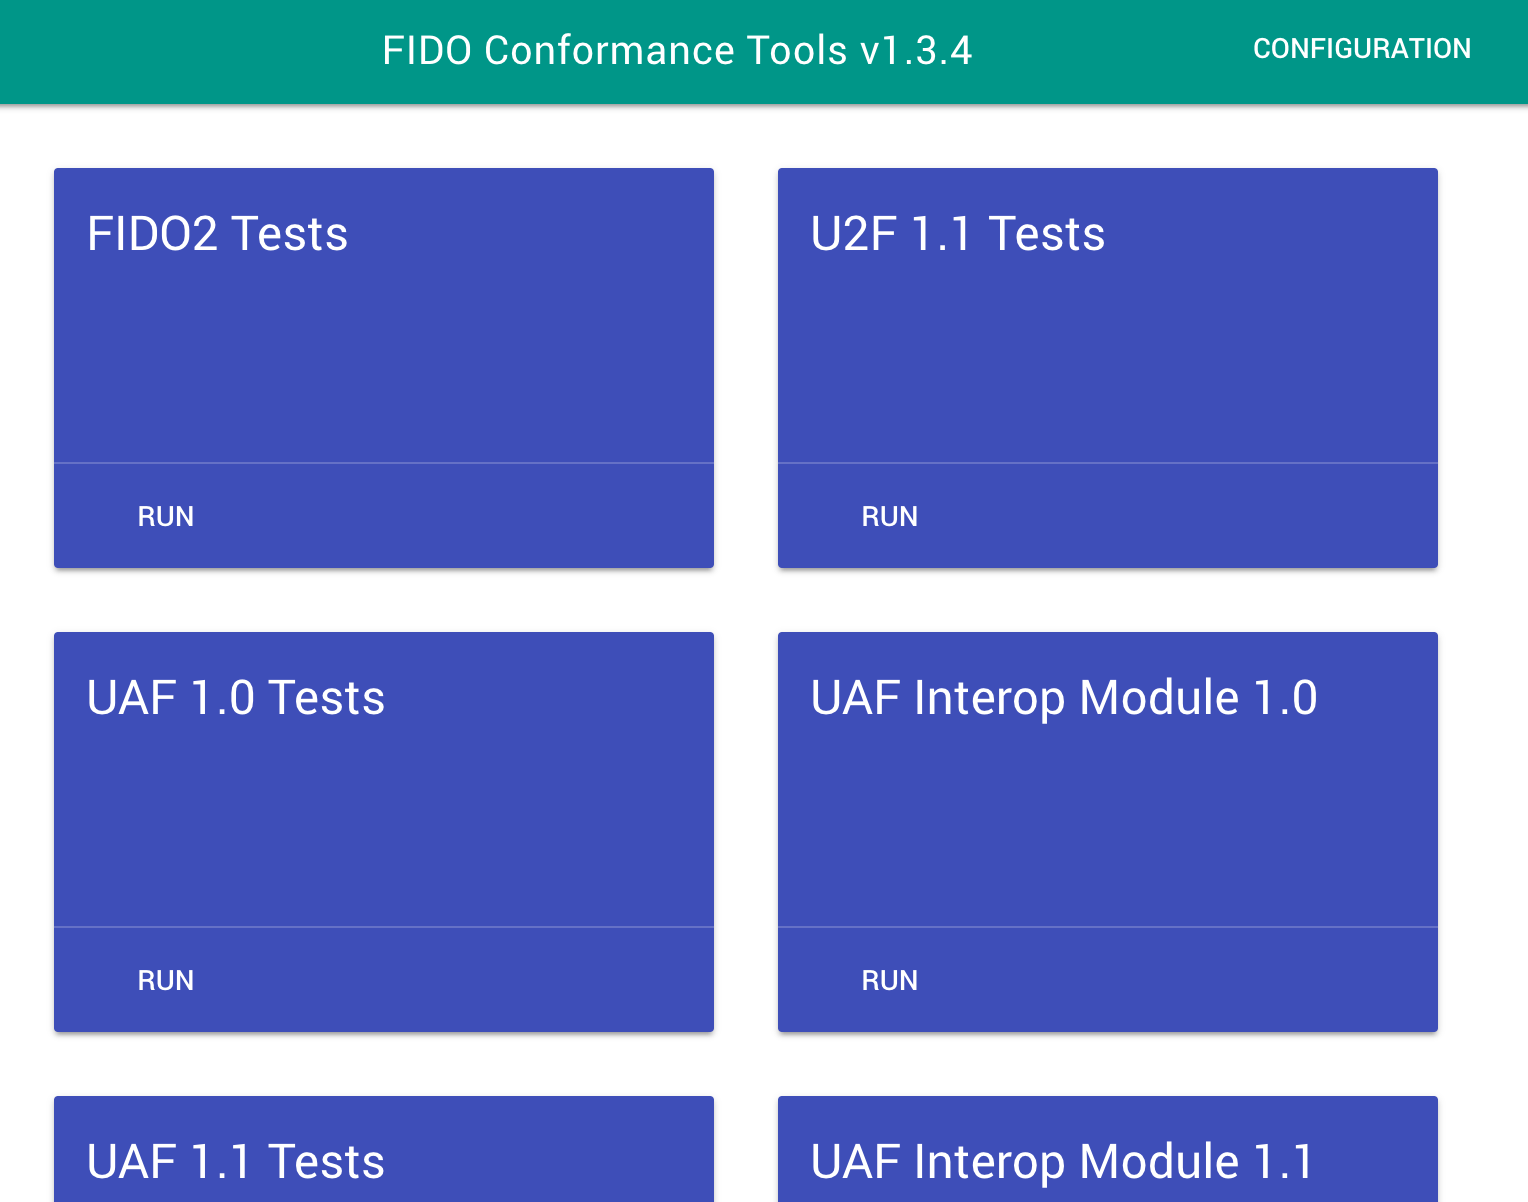 FIDO Conformance Tools v1.3.4
CONFIGURATION
FIDO2 Tests
RUN
U2F 1.1 Tests
RUN
UAF 1.0 Tests
RUN
UAF Interop Module 1.0
RUN
UAF 1.1 Tests
UAF Interop Module 1.1